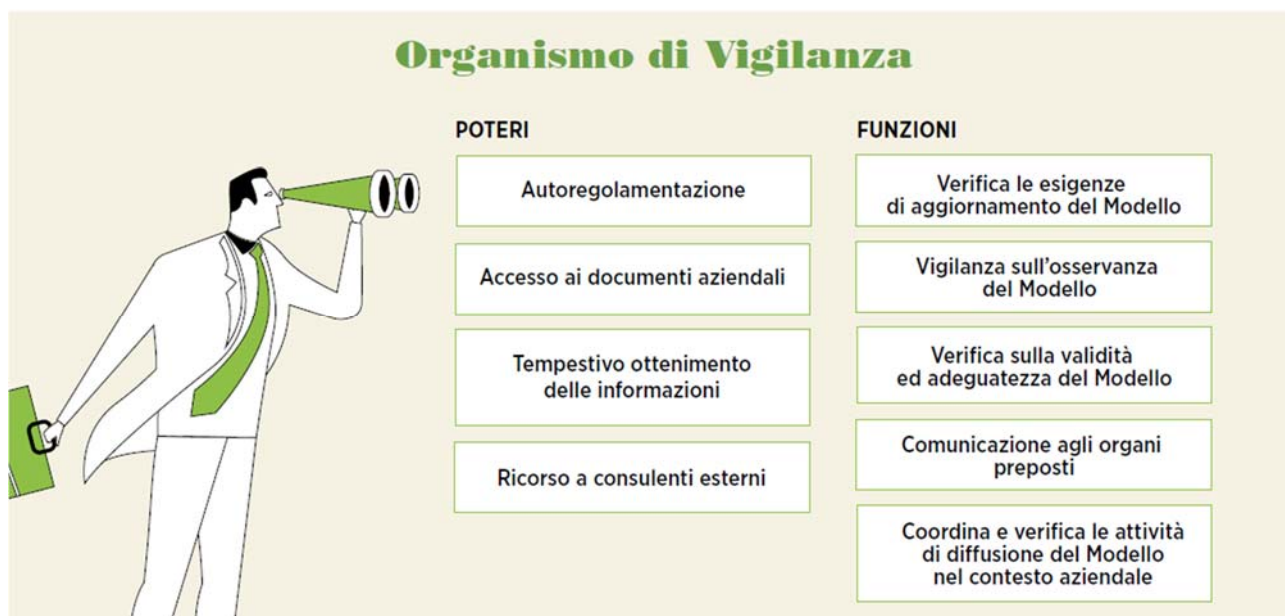 Organismo di Vigilanza
POTERI
Autoregolamentazione
Accesso ai documenti aziendali
Tempestivo ottenimento
delle informazioni
Ricorso a consulenti esterni
FUNZIONI
Verifica le esigenze
di aggiornamento del Modello
Vigilanza sull'osservanza
del Modello
Verifica sulla validità
ed adeguatezza del Modello
Comunicazione agli organi
preposti
Coordina e verifica le attività
di diffusione del Modello
nel contesto aziendale